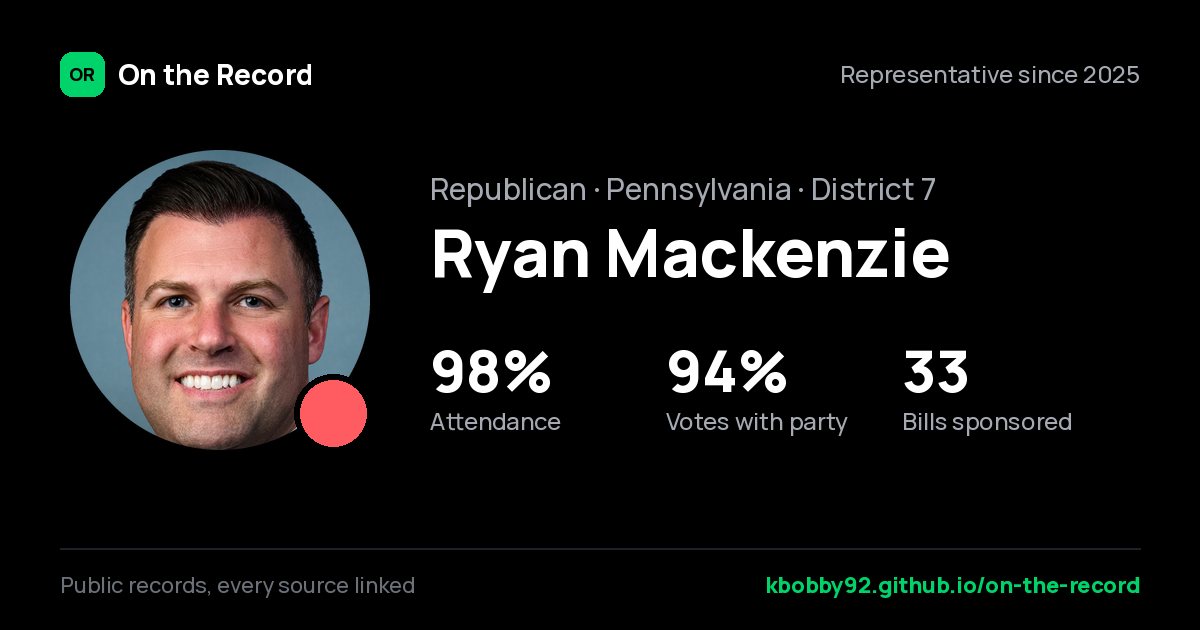 OR On the Record
Representative since 2025
Republican · Pennsylvania · District 7
Ryan Mackenzie
98% 94% 33
Attendance Votes with party Bills sponsored
Public records, every source linked
kbobby92.github.io/on-the-record